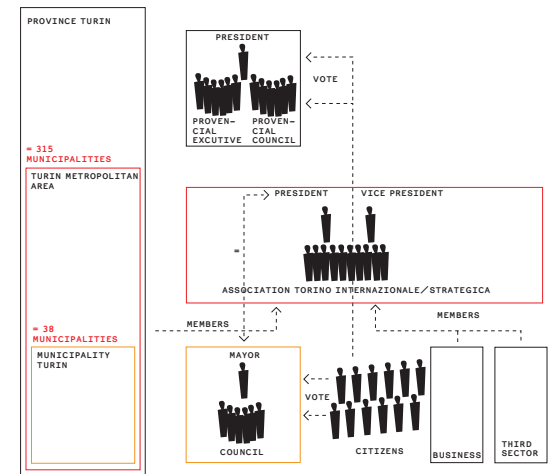 PROVINCE TURIN
= 315
MUNICIPALITIES
TURIN METROPOLITAN
AREA
= 38
MUNICIPALITIES
MUNICIPALITY
TURIN
PRESIDENT
VOTE
PROVEN-
CIAL
EXCUTIVE
PROVEN-
CIAL
COUNCIL
PRESIDENT
VICE PRESIDENT
=
ASSOCIATION TORINO INTERNAZIONALE/STRATEGICA
MEMBERS
MEMBERS
MAYOR
COUNCIL
VOTE
CITIZENS
BUSINESS
THIRD
SECTOR